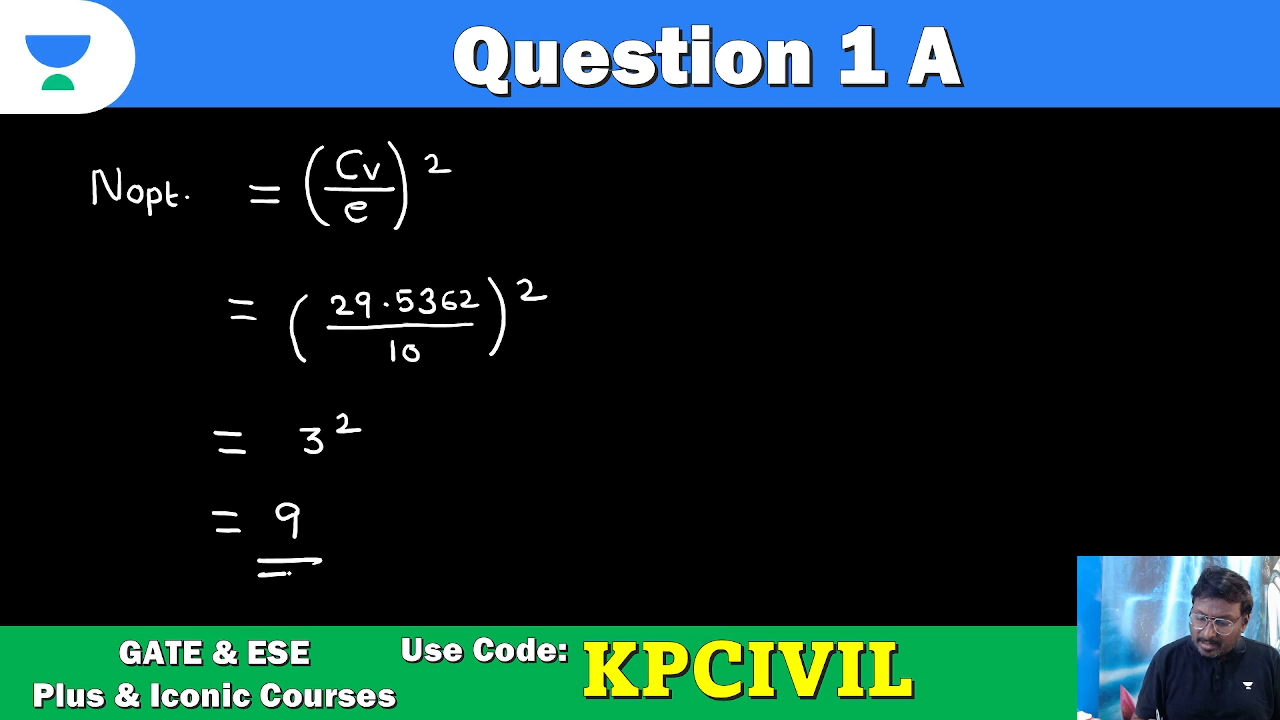 Question 1 A
Nopt. = (Cv/e)²
= (29.5362/10)²
= 3²
= 9
GATE & ESE
Plus & Iconic Courses
Use Code: KPCIVIL